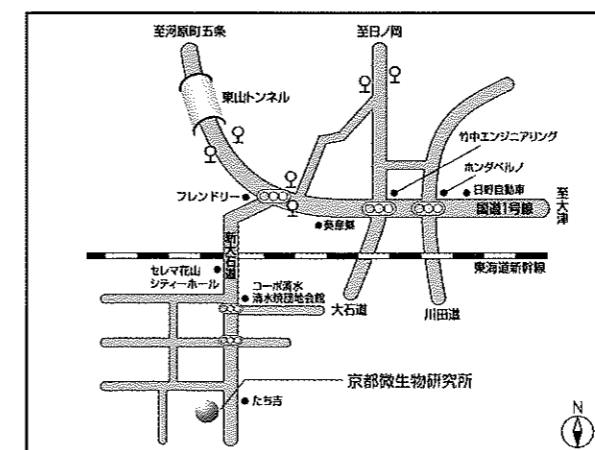 至河原町五条
至日ノ岡
東山トンネル
竹中エンジニアリング
ホンダベルノ
日野自動車
フレンドリー
国道1号線
至大津
葵産業
新大石道
東海道新幹線
セレマ花山
シティーホール
コーポ清水
清水焼団地会館
大石道
川田道
京都微生物研究所
たち吉
N